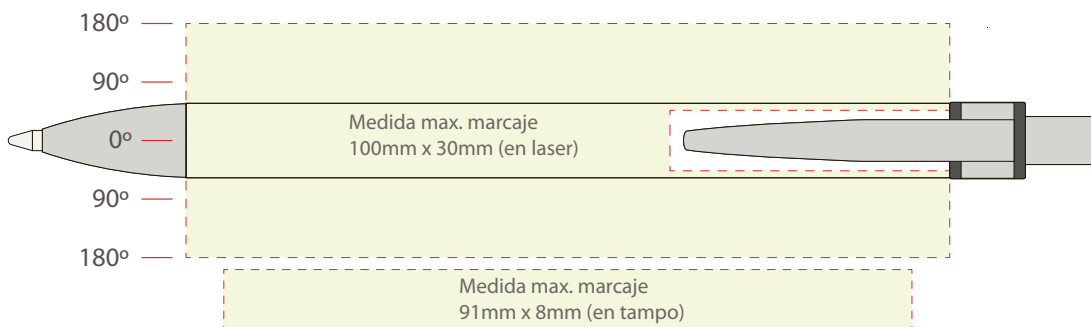 180º
90º
0º
90º
180º
Medida max. marcaje
100mm x 30mm (en laser)
Medida max. marcaje
91mm x 8mm (en tampo)